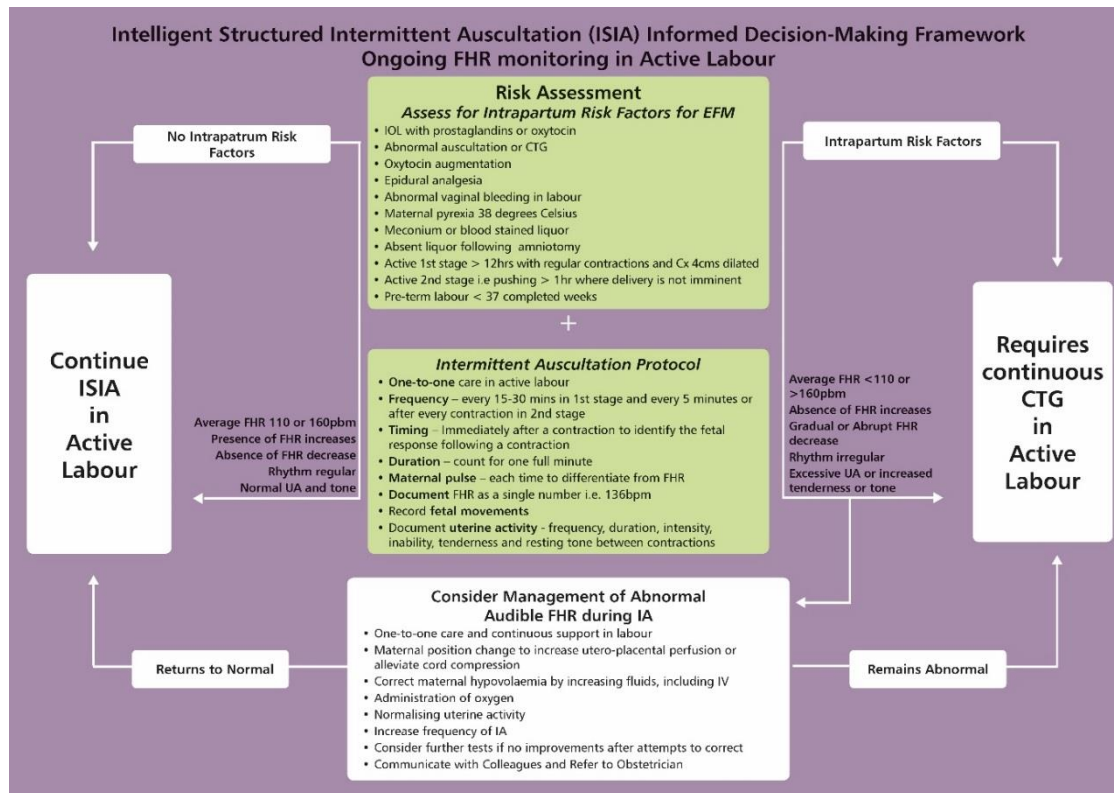 Intelligent Structured Intermittent Auscultation (ISIA) Informed Decision-Making Framework
Ongoing FHR monitoring in Active Labour
Risk Assessment
Assess for Intrapartum Risk Factors for EFM
• IOL with prostaglandins or oxytocin
• Abnormal auscultation or CTG
• Oxytocin augmentation
• Epidural analgesia
• Abnormal vaginal bleeding in labour
• Maternal pyrexia 38 degrees Celsius
• Meconium or blood stained liquor
• Absent liquor following amniotomy
• Active 1st stage > 12hrs with regular contractions and Cx 4cms dilated
• Active 2nd stage i.e pushing > 1hr where delivery is not imminent
• Pre-term labour < 37 completed weeks
No Intrapatrum Risk
Factors
Intrapartum Risk Factors
+
Continue
ISIA
in
Active
Labour
Average FHR 110 or 160pbm
Presence of FHR increases
Absence of FHR decrease
Rhythm regular
Normal UA and tone
Intermittent Auscultation Protocol
• One-to-one care in active labour
• Frequency – every 15-30 mins in 1st stage and every 5 minutes or
after every contraction in 2nd stage
• Timing – Immediately after a contraction to identify the fetal
response following a contraction
• Duration – count for one full minute
• Maternal pulse – each time to differentiate from FHR
• Document FHR as a single number i.e. 136bpm
• Record fetal movements
• Document uterine activity - frequency, duration, intensity,
inability, tenderness and resting tone between contractions
Average FHR <110 or
>160pbm
Absence of FHR increases
Gradual or Abrupt FHR
decrease
Rhythm irregular
Excessive UA or increased
tenderness or tone
Requires
continuous
CTG
in
Active
Labour
Consider Management of Abnormal
Audible FHR during IA
• One-to-one care and continuous support in labour
• Maternal position change to increase utero-placental perfusion or
alleviate cord compression
• Correct maternal hypovolaemia by increasing fluids, including IV
• Administration of oxygen
• Normalising uterine activity
• Increase frequency of IA
• Consider further tests if no improvements after attempts to correct
• Communicate with Colleagues and Refer to Obstetrician
Returns to Normal
Remains Abnormal